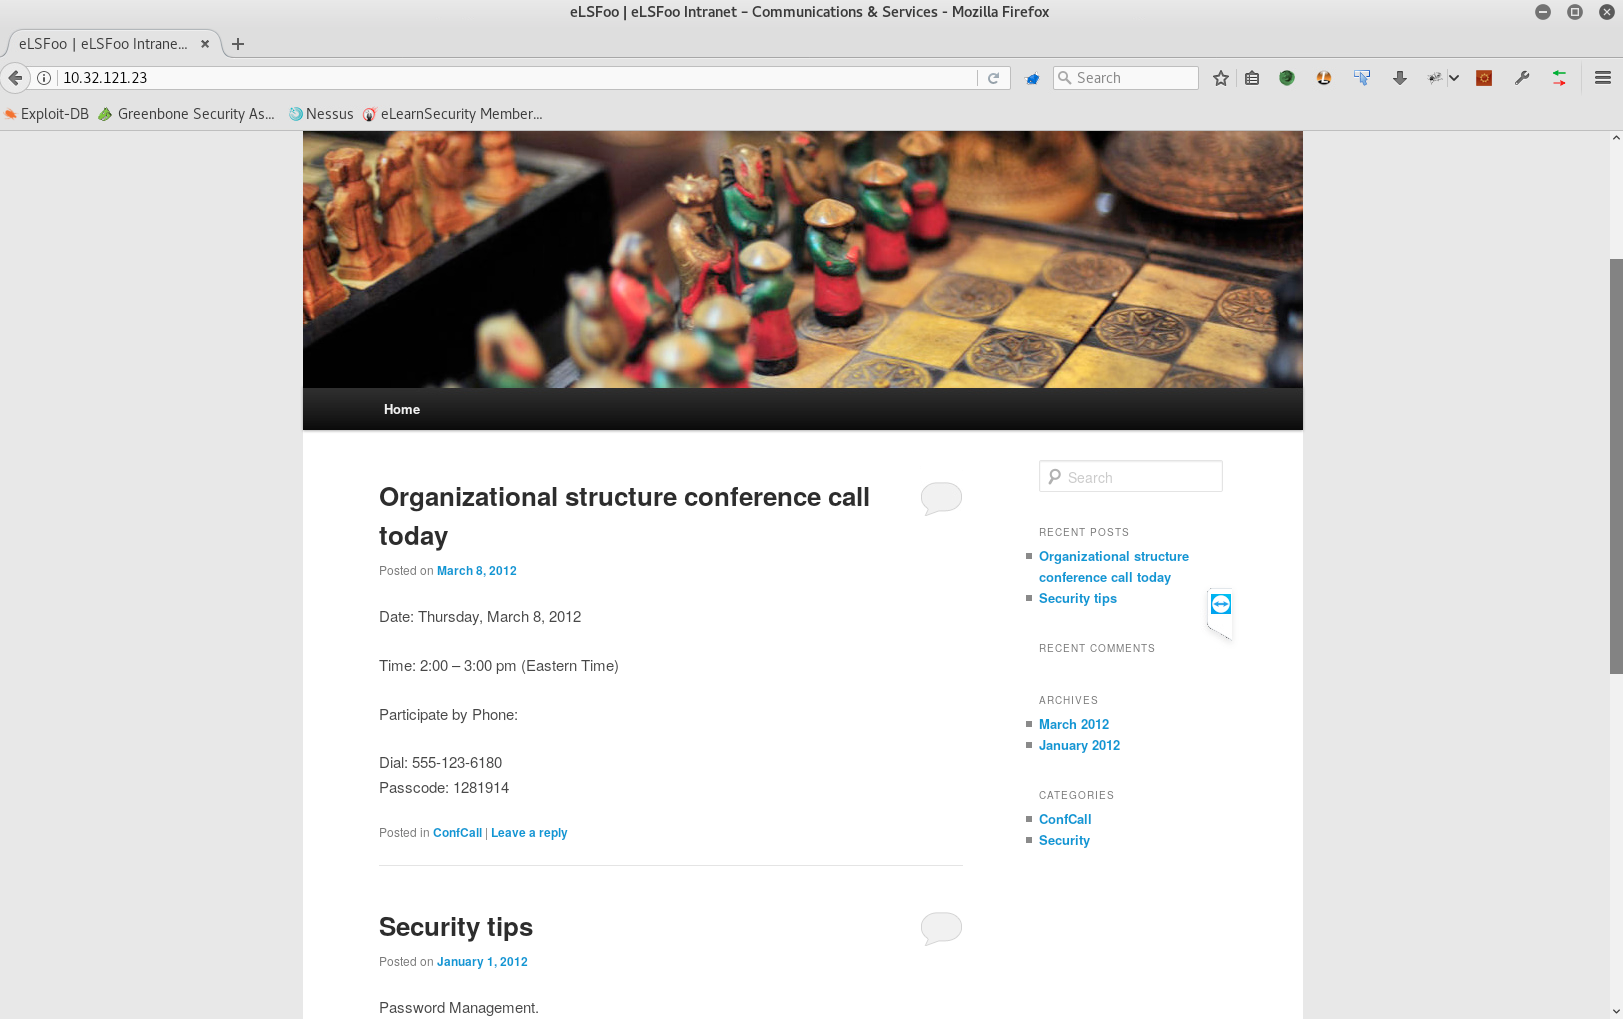 eLSFoo | eLSFoo Intranet – Communications & Services - Mozilla Firefox
eLSFoo | eLSFoo Intrane...
10.32.121.23
Search
Exploit-DB
Greenbone Security As...
Nessus
eLearnSecurity Member...
Home
Organizational structure conference call
today
Posted on March 8, 2012
Date: Thursday, March 8, 2012
Time: 2:00 – 3:00 pm (Eastern Time)
Participate by Phone:
Dial: 555-123-6180
Passcode: 1281914
Posted in ConfCall | Leave a reply
Security tips
Posted on January 1, 2012
Password Management.
Search
RECENT POSTS
Organizational structure
conference call today
Security tips
RECENT COMMENTS
ARCHIVES
March 2012
January 2012
CATEGORIES
ConfCall
Security